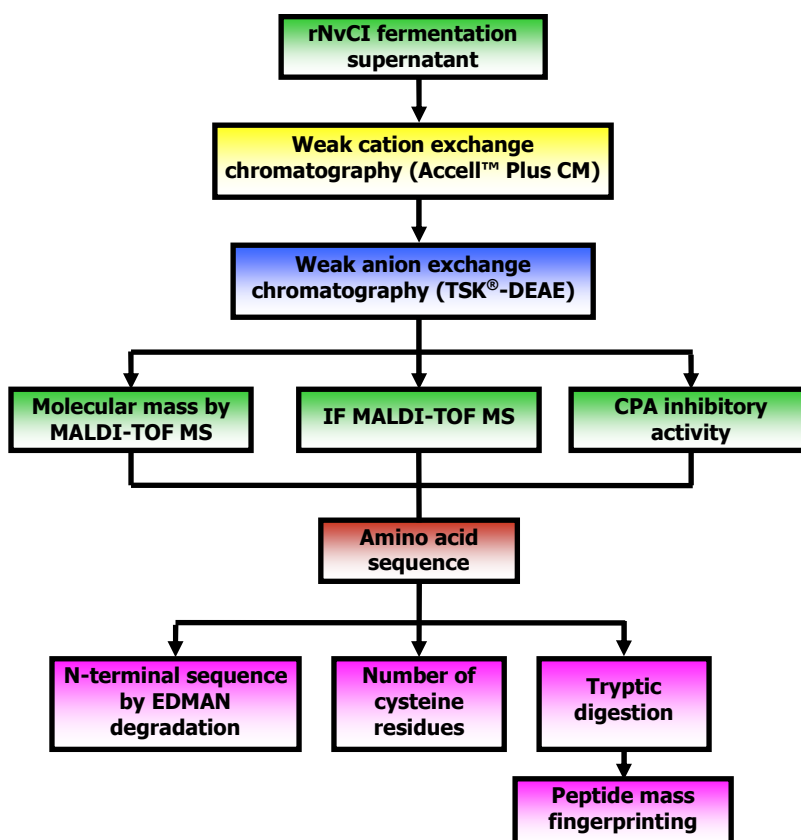 rNvCI fermentation
supernatant
Weak cation exchange
chromatography (Accell™ Plus CM)
Weak anion exchange
chromatography (TSK®-DEAE)
Molecular mass by
MALDI-TOF MS
IF MALDI-TOF MS
CPA inhibitory
activity
Amino acid
sequence
N-terminal sequence
by EDMAN
degradation
Number of
cysteine
residues
Tryptic
digestion
Peptide mass
fingerprinting